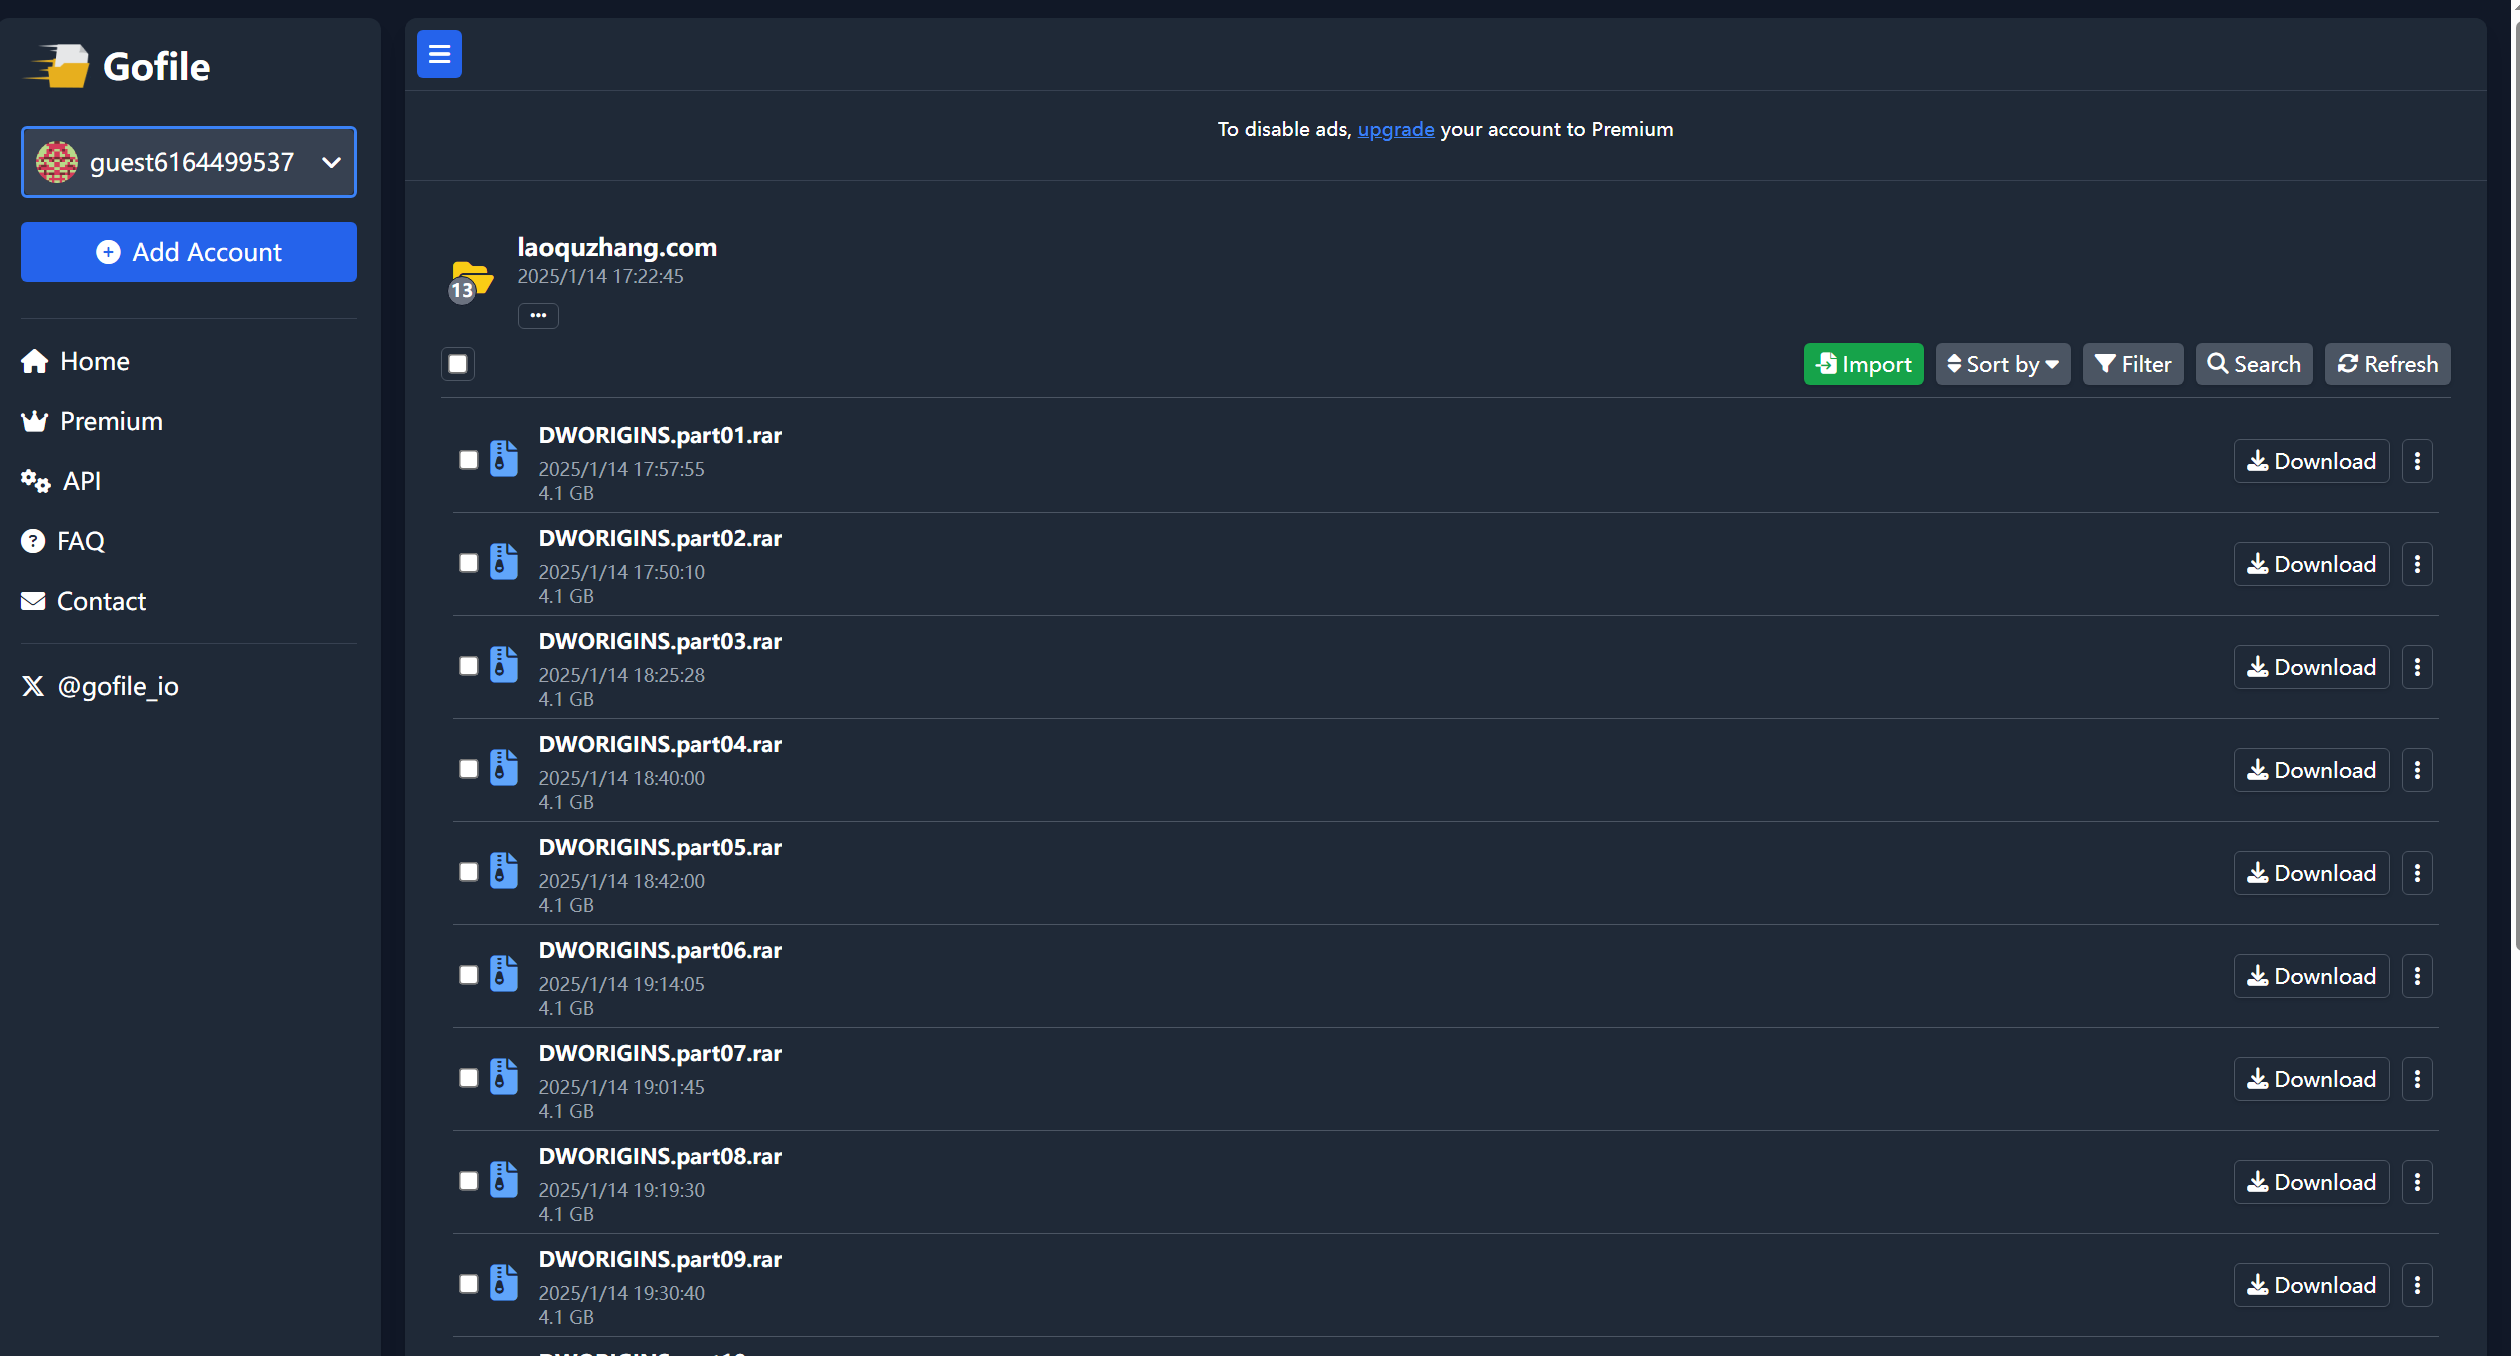 Gofile
guest6164499537
Add Account
Home
Premium
API
FAQ
Contact
@gofile_io
To disable ads, upgrade your account to Premium
laoquzhang.com
2025/1/14 17:22:45
13
Import
Sort by
Filter
Search
Refresh
DWORIGINS.part01.rar
2025/1/14 17:57:55
4.1 GB
Download
DWORIGINS.part02.rar
2025/1/14 17:50:10
4.1 GB
Download
DWORIGINS.part03.rar
2025/1/14 18:25:28
4.1 GB
Download
DWORIGINS.part04.rar
2025/1/14 18:40:00
4.1 GB
Download
DWORIGINS.part05.rar
2025/1/14 18:42:00
4.1 GB
Download
DWORIGINS.part06.rar
2025/1/14 19:14:05
4.1 GB
Download
DWORIGINS.part07.rar
2025/1/14 19:01:45
4.1 GB
Download
DWORIGINS.part08.rar
2025/1/14 19:19:30
4.1 GB
Download
DWORIGINS.part09.rar
2025/1/14 19:30:40
4.1 GB
Download